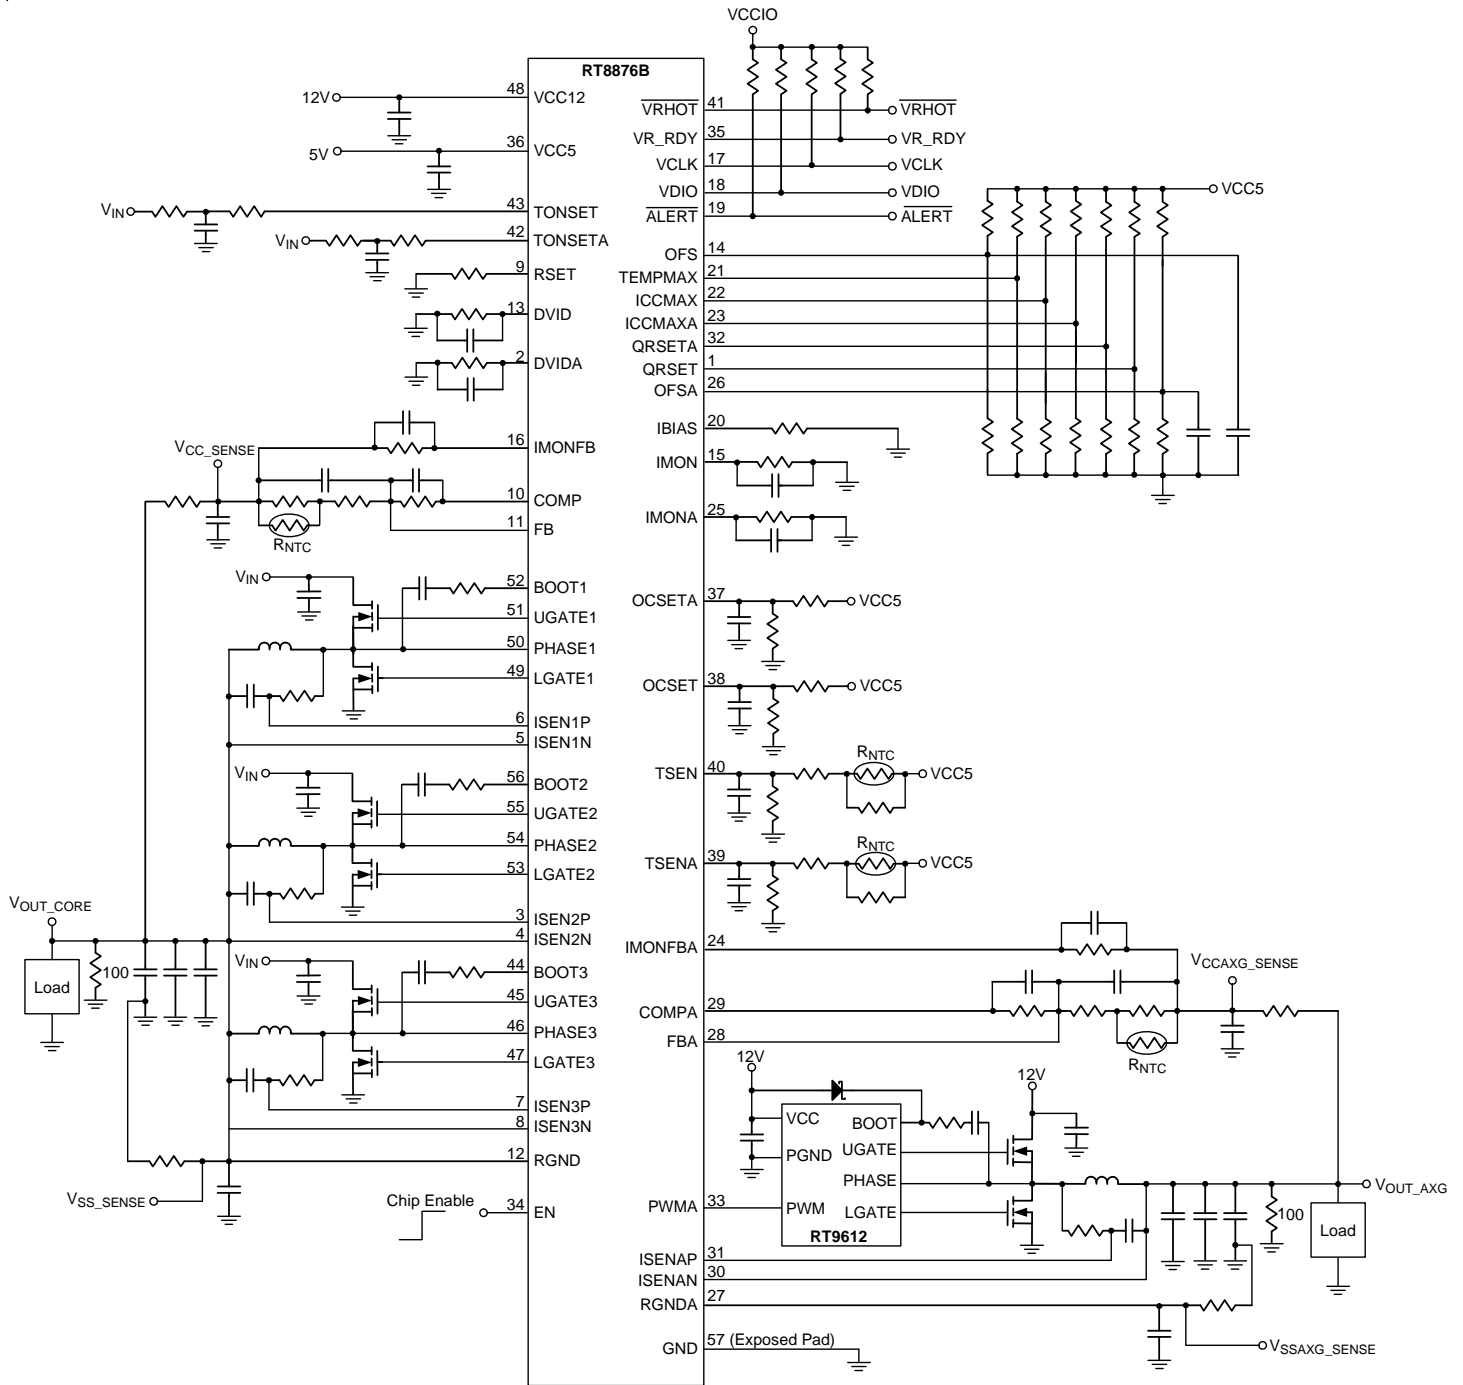 VCCIO
RT8876B
12V
48
VCC12
5V
36
VCC5
VIN
43
TONSET
VIN
42
TONSETA
9
RSET
13
DVID
2
DVIDA
16
IMONFB
VCC_SENSE
10
COMP
11
FB
RNTC
VIN
52
BOOT1
51
UGATE1
50
PHASE1
49
LGATE1
6
ISEN1P
5
ISEN1N
VIN
56
BOOT2
55
UGATE2
54
PHASE2
53
LGATE2
3
ISEN2P
4
ISEN2N
VOUT_CORE
Load
100
VIN
44
BOOT3
45
UGATE3
46
PHASE3
47
LGATE3
7
ISEN3P
8
ISEN3N
12
RGND
VSS_SENSE
Chip Enable
34
EN
VRHOT
41
VRHOT
VR_RDY
35
VR_RDY
VCLK
17
VCLK
VDIO
18
VDIO
ALERT
19
ALERT
VCC5
OFS
14
TEMPMAX
21
ICCMAX
22
ICCMAXA
23
QRSETA
32
QRSET
1
OFSA
26
IBIAS
20
IMON
15
IMONA
25
OCSETA
37
VCC5
OCSET
38
VCC5
TSEN
40
RNTC
VCC5
TSENA
39
RNTC
VCC5
IMONFBA
24
VCCAXG_SENSE
COMPA
29
FBA
28
RNTC
12V
12V
VCC
BOOT
PGND
UGATE
PHASE
PWMA
33
PWM
LGATE
RT9612
VOUT_AXG
100
Load
ISENAP
31
ISENAN
30
RGNDA
27
VSSAXG_SENSE
GND
57 (Exposed Pad)